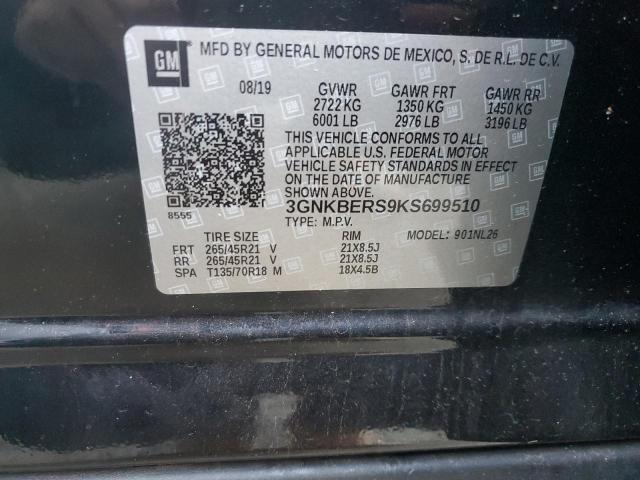 GM
MFD BY GENERAL MOTORS DE MEXICO, S. DE R.L. DE C.V.
08/19 GVWR GAWR FRT GAWR RR
2722 KG 1350 KG 1450 KG
6001 LB 2976 LB 3196 LB
THIS VEHICLE CONFORMS TO ALL
APPLICABLE U.S. FEDERAL MOTOR
VEHICLE SAFETY STANDARDS IN EFFECT
ON THE DATE OF MANUFACTURE
SHOWN ABOVE.
8555 3GNKBERS9KS699510
TYPE: M.P.V. MODEL: 901NL26
TIRE SIZE RIM
FRT 265/45R21 V 21X8.5J
RR 265/45R21 V 21X8.5J
SPA T135/70R18 M 18X4.5B